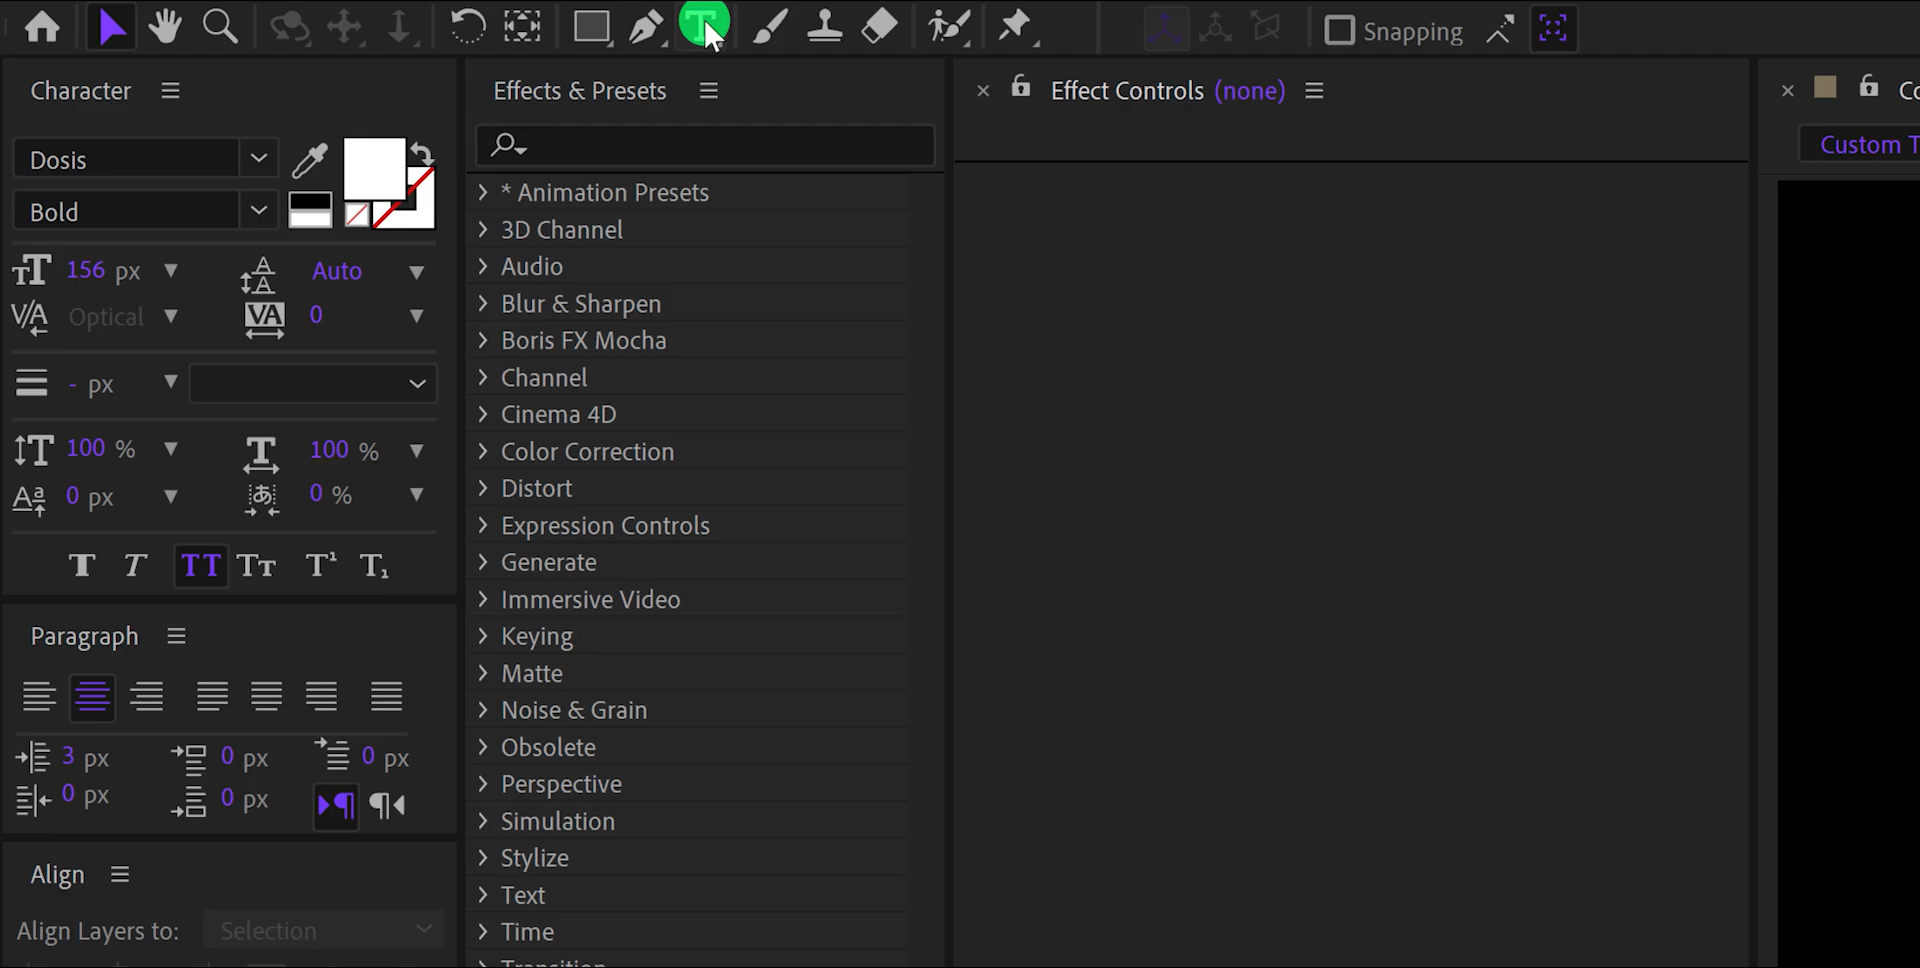 Snapping
Character
Dosis
Bold
156 px
Auto
Optical
0
- px
100 %
100 %
0 px
0 %
Paragraph
3 px
0 px
0 px
0 px
0 px
Align
Align Layers to:
Selection
Effects & Presets
* Animation Presets
3D Channel
Audio
Blur & Sharpen
Boris FX Mocha
Channel
Cinema 4D
Color Correction
Distort
Expression Controls
Generate
Immersive Video
Keying
Matte
Noise & Grain
Obsolete
Perspective
Simulation
Stylize
Text
Time
Transition
Effect Controls (none)
Co
Custom T